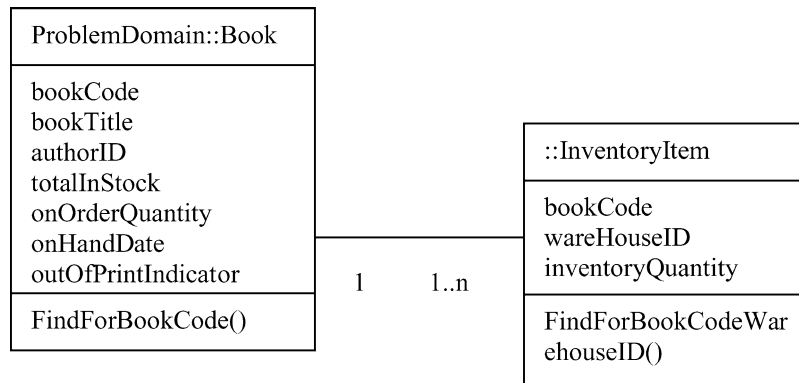 ProblemDomain::Book
bookCode
bookTitle
authorID
totalInStock
onOrderQuantity
onHandDate
outOfPrintIndicator
FindForBookCode()
1
1..n
::InventoryItem
bookCode
wareHouseID
inventoryQuantity
FindForBookCodeWar
ehouseID()